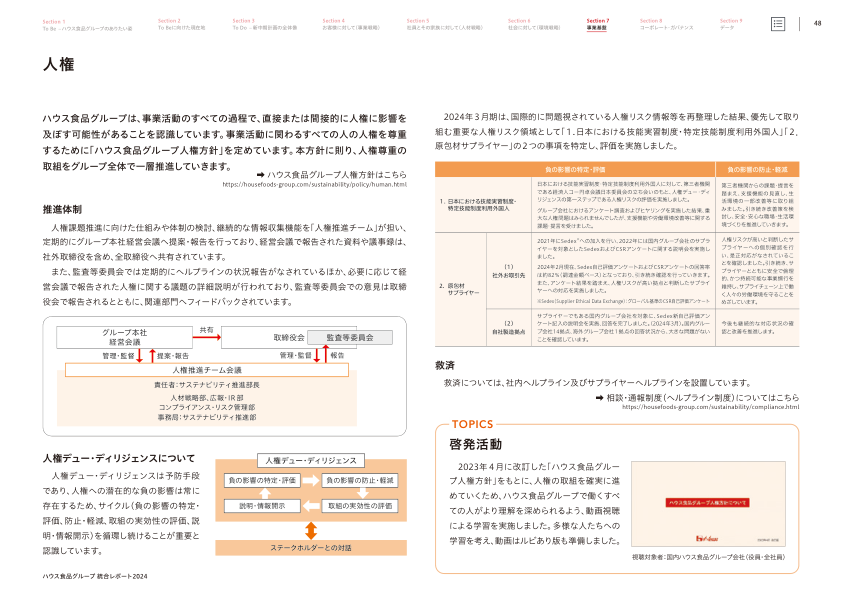 Section 1
To Be －ハウス食品グループのありたい姿
Section 2
To Beに向けた現在地
Section 3
To Do －新中期計画の全体像
Section 4
お客様に対して(事業戦略)
Section 5
社員とその家族に対して(人材戦略)
Section 6
社会に対して(環境戦略)
Section 7
事業基盤
Section 8
コーポレート・ガバナンス
Section 9
データ
48
人権
ハウス食品グループは、事業活動のすべての過程で、直接または間接的に人権に影響を
及ぼす可能性があることを認識しています。事業活動に関わるすべての人の人権を尊重
するために「ハウス食品グループ人権方針」を定めています。本方針に則り、人権尊重の
取組をグループ全体で一層推進していきます。
➡ ハウス食品グループ人権方針はこちら
https://housefoods-group.com/sustainability/policy/human.html
推進体制
人権課題推進に向けた仕組みや体制の検討、継続的な情報収集機能を「人権推進チーム」が担い、
定期的にグループ本社経営会議へ提案・報告を行っており、経営会議で報告された資料や議事録は、
社外取締役を含め、全取締役へ共有されています。
また、監査等委員会では定期的にヘルプラインの状況報告がなされているほか、必要に応じて経
営会議で報告された人権に関する議題の詳細説明が行われており、監査等委員会での意見は取締
役会で報告されるとともに、関連部門へフィードバックされています。
グループ本社
経営会議
共有
取締役会
監査等委員会
管理・監督
提案・報告
管理・監督
報告
人権推進チーム会議
責任者：サステナビリティ推進部長
人材戦略部、広報・IR部
コンプライアンス・リスク管理部
事務局：サステナビリティ推進部
人権デュー・ディリジェンスについて
人権デュー・ディリジェンスは予防手段
であり、人権への潜在的な負の影響は常に
存在するため、サイクル(負の影響の特定・
評価、防止・軽減、取組の実効性の評価、説
明・情報開示)を循環し続けることが重要と
認識しています。
人権デュー・ディリジェンス
負の影響の特定・評価
負の影響の防止・軽減
説明・情報開示
取組の実効性の評価
ステークホルダーとの対話
2024年3月期は、国際的に問題視されている人権リスク情報等を再整理した結果、優先して取り
組む重要な人権リスク領域として「1．日本における技能実習制度・特定技能制度利用外国人」「2．
原包材サプライヤー」の2つの事項を特定し、評価を実施しました。
負の影響の特定・評価
負の影響の防止・軽減
1．日本における技能実習制度・
特定技能制度利用外国人
日本における技能実習制度・特定技能制度利用外国人に対して、第三者機関
である経済人コー円卓会議日本委員会の立ち会いのもと、人権デュー・ディ
リジェンスの第一ステップである人権リスクの評価を実施しました。
グループ会社におけるアンケート調査およびヒヤリングを実施した結果、重
大な人権問題はみられませんでしたが、支援機能や労働環境改善等に関する
課題・提言を受けました。
第三者機関からの課題・提言を
踏まえ、支援機能の見直し、生
活環境の一部改善等に取り組
みました。引き続き改善策を検
討し、安全・安心な職場・生活環
境づくりを推進していきます。
2．原包材
サプライヤー
(1)
社外お取引先
2021年にSedex※への加入を行い、2022年には国内グループ会社のサプラ
イヤーを対象としたSedexおよびCSRアンケートに関する説明会を実施し
ました。
2024年2月現在、Sedex自己評価アンケートおよびCSRアンケートの回答率
は約82％(調達金額ベース)となっており、引き続き確認を行っていきます。
また、アンケート結果を踏まえ、人権リスクが高い拠点と判断したサプライ
ヤーへの対応を実施しました。
※Sedex(Supplier Ethical Data Exchange)：グローバル基準のCSR自己評価アンケート
人権リスクが高いと判断したサ
プライヤーへの個別確認を行
い、是正対応がなされているこ
とを確認しました。引き続き、サ
プライヤーとともに安全で倫理
的、かつ持続可能な事業慣行を
維持し、サプライチェーン上で働
く人々の労働環境を守ることを
めざしていきます。
(2)
自社製造拠点
サプライヤーでもある国内グループ会社を対象に、Sedex新自己評価アン
ケート記入の説明会を実施、回答を完了しました。(2024年3月)。国内グルー
プ会社14拠点、海外グループ会社1拠点の回答状況から、大きな問題がない
ことを確認しています。
今後も継続的な対応状況の確
認と改善を推進します。
救済
救済については、社内ヘルプライン及びサプライヤーヘルプラインを設置しています。
➡ 相談・通報制度(ヘルプライン制度)についてはこちら
https://housefoods-group.com/sustainability/compliance.html
TOPICS
啓発活動
2023年4月に改訂した「ハウス食品グルー
プ人権方針」をもとに、人権の取組を確実に進
めていくため、ハウス食品グループで働くすべ
ての人がより理解を深められるよう、動画視聴
による学習を実施しました。多様な人たちへの
学習を考え、動画はルビあり版も準備しました。
ハウス食品グループ人権方針について
視聴対象者：国内ハウス食品グループ会社(役員・全社員)
ハウス食品グループ 統合レポート2024